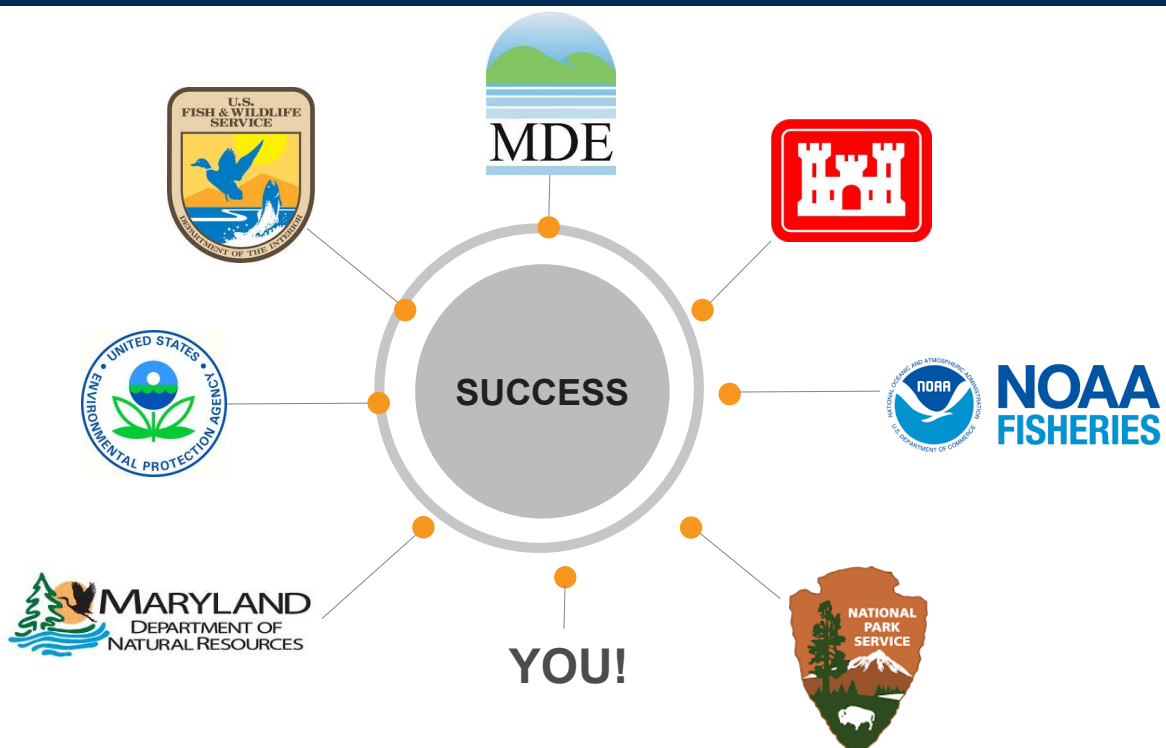 MDE
U.S.
FISH & WILDLIFE
SERVICE
DEPARTMENT OF THE INTERIOR
UNITED STATES
ENVIRONMENTAL PROTECTION AGENCY
SUCCESS
NATIONAL OCEANIC AND ATMOSPHERIC ADMINISTRATION
NOAA
U.S. DEPARTMENT OF COMMERCE
NOAA
FISHERIES
MARYLAND
DEPARTMENT OF
NATURAL RESOURCES
YOU!
NATIONAL
PARK
SERVICE